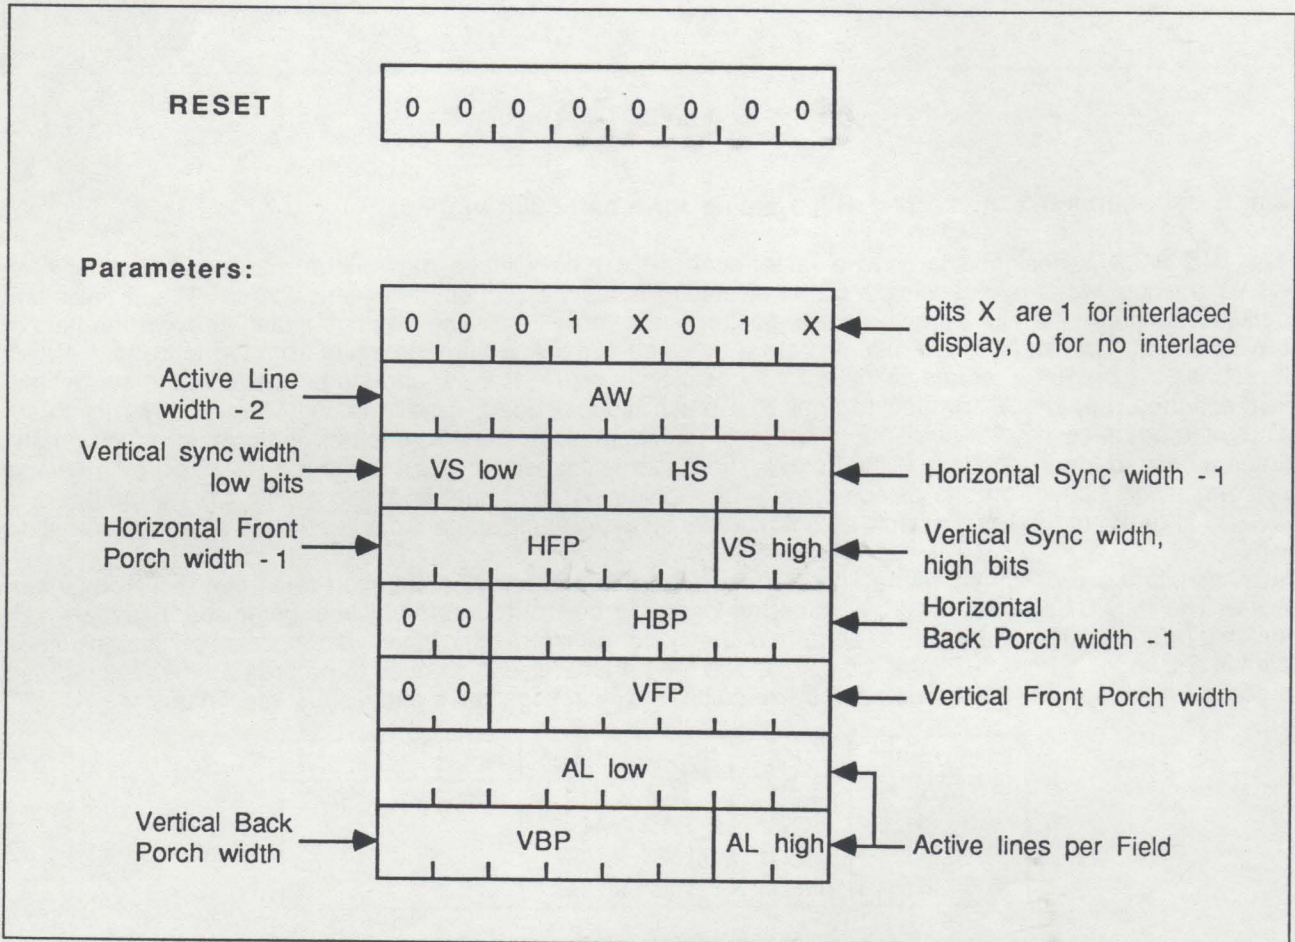 RESET
0 0 0 0 0 0 0 0
Parameters:
0 0 0 1 X 0 1 X
bits X are 1 for interlaced
display, 0 for no interlace
Active Line
width - 2
AW
Vertical sync width
low bits
VS low
HS
Horizontal Sync width - 1
Horizontal Front
Porch width - 1
HFP
VS high
Vertical Sync width,
high bits
0 0
HBP
Horizontal
Back Porch width - 1
0 0
VFP
Vertical Front Porch width
AL low
Vertical Back
Porch width
VBP
AL high
Active lines per Field